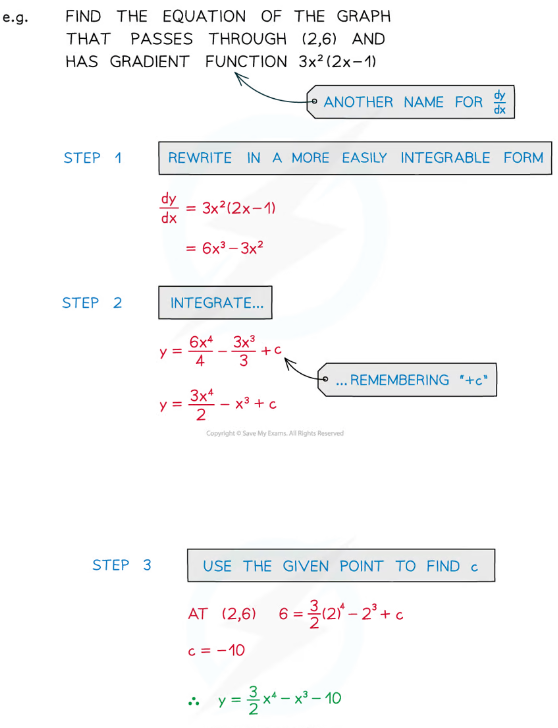 e.g. FIND THE EQUATION OF THE GRAPH
THAT PASSES THROUGH (2,6) AND
HAS GRADIENT FUNCTION 3x²(2x−1)
ANOTHER NAME FOR dy/dx
STEP 1 REWRITE IN A MORE EASILY INTEGRABLE FORM
dy/dx = 3x²(2x−1)
= 6x³−3x²
STEP 2 INTEGRATE...
y = 6x⁴/4 − 3x³/3 + c
...REMEMBERING "+c"
y = 3x⁴/2 − x³ + c
Copyright © Save My Exams. All Rights Reserved
STEP 3 USE THE GIVEN POINT TO FIND c
AT (2,6) 6 = 3/2(2)⁴ − 2³ + c
c = −10
∴ y = 3/2x⁴ − x³ − 10